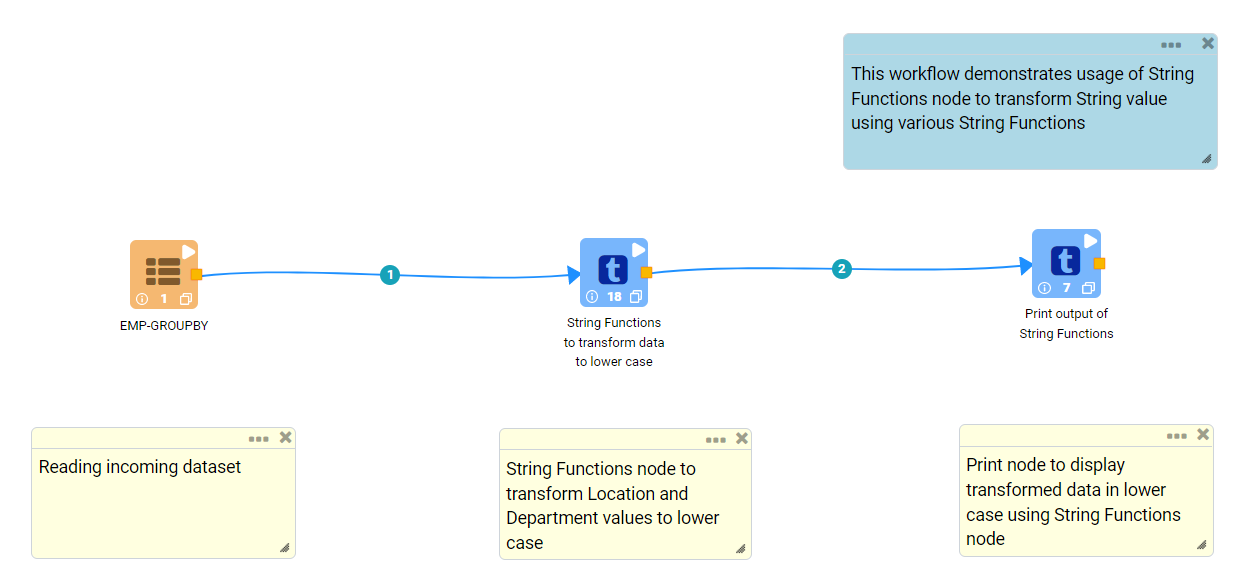 This workflow demonstrates usage of String
Functions node to transform String value
using various String Functions
1
2
t
t
1
18
7
EMP-GROUPBY
String Functions
to transform data
to lower case
Print output of
String Functions
Reading incoming dataset
String Functions node to
transform Location and
Department values to lower
case
Print node to display
transformed data in lower
case using String Functions
node